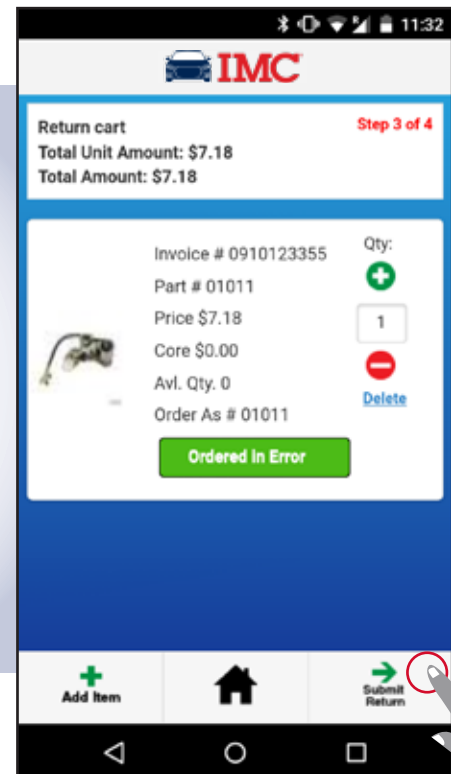 11:32
IMC
Return cart
Step 3 of 4
Total Unit Amount: $7.18
Total Amount: $7.18
Invoice # 0910123355
Qty:
Part # 01011
Price $7.18
1
Core $0.00
Avl. Qty. 0
Delete
Order As # 01011
Ordered in Error
Add Item
Submit
Return